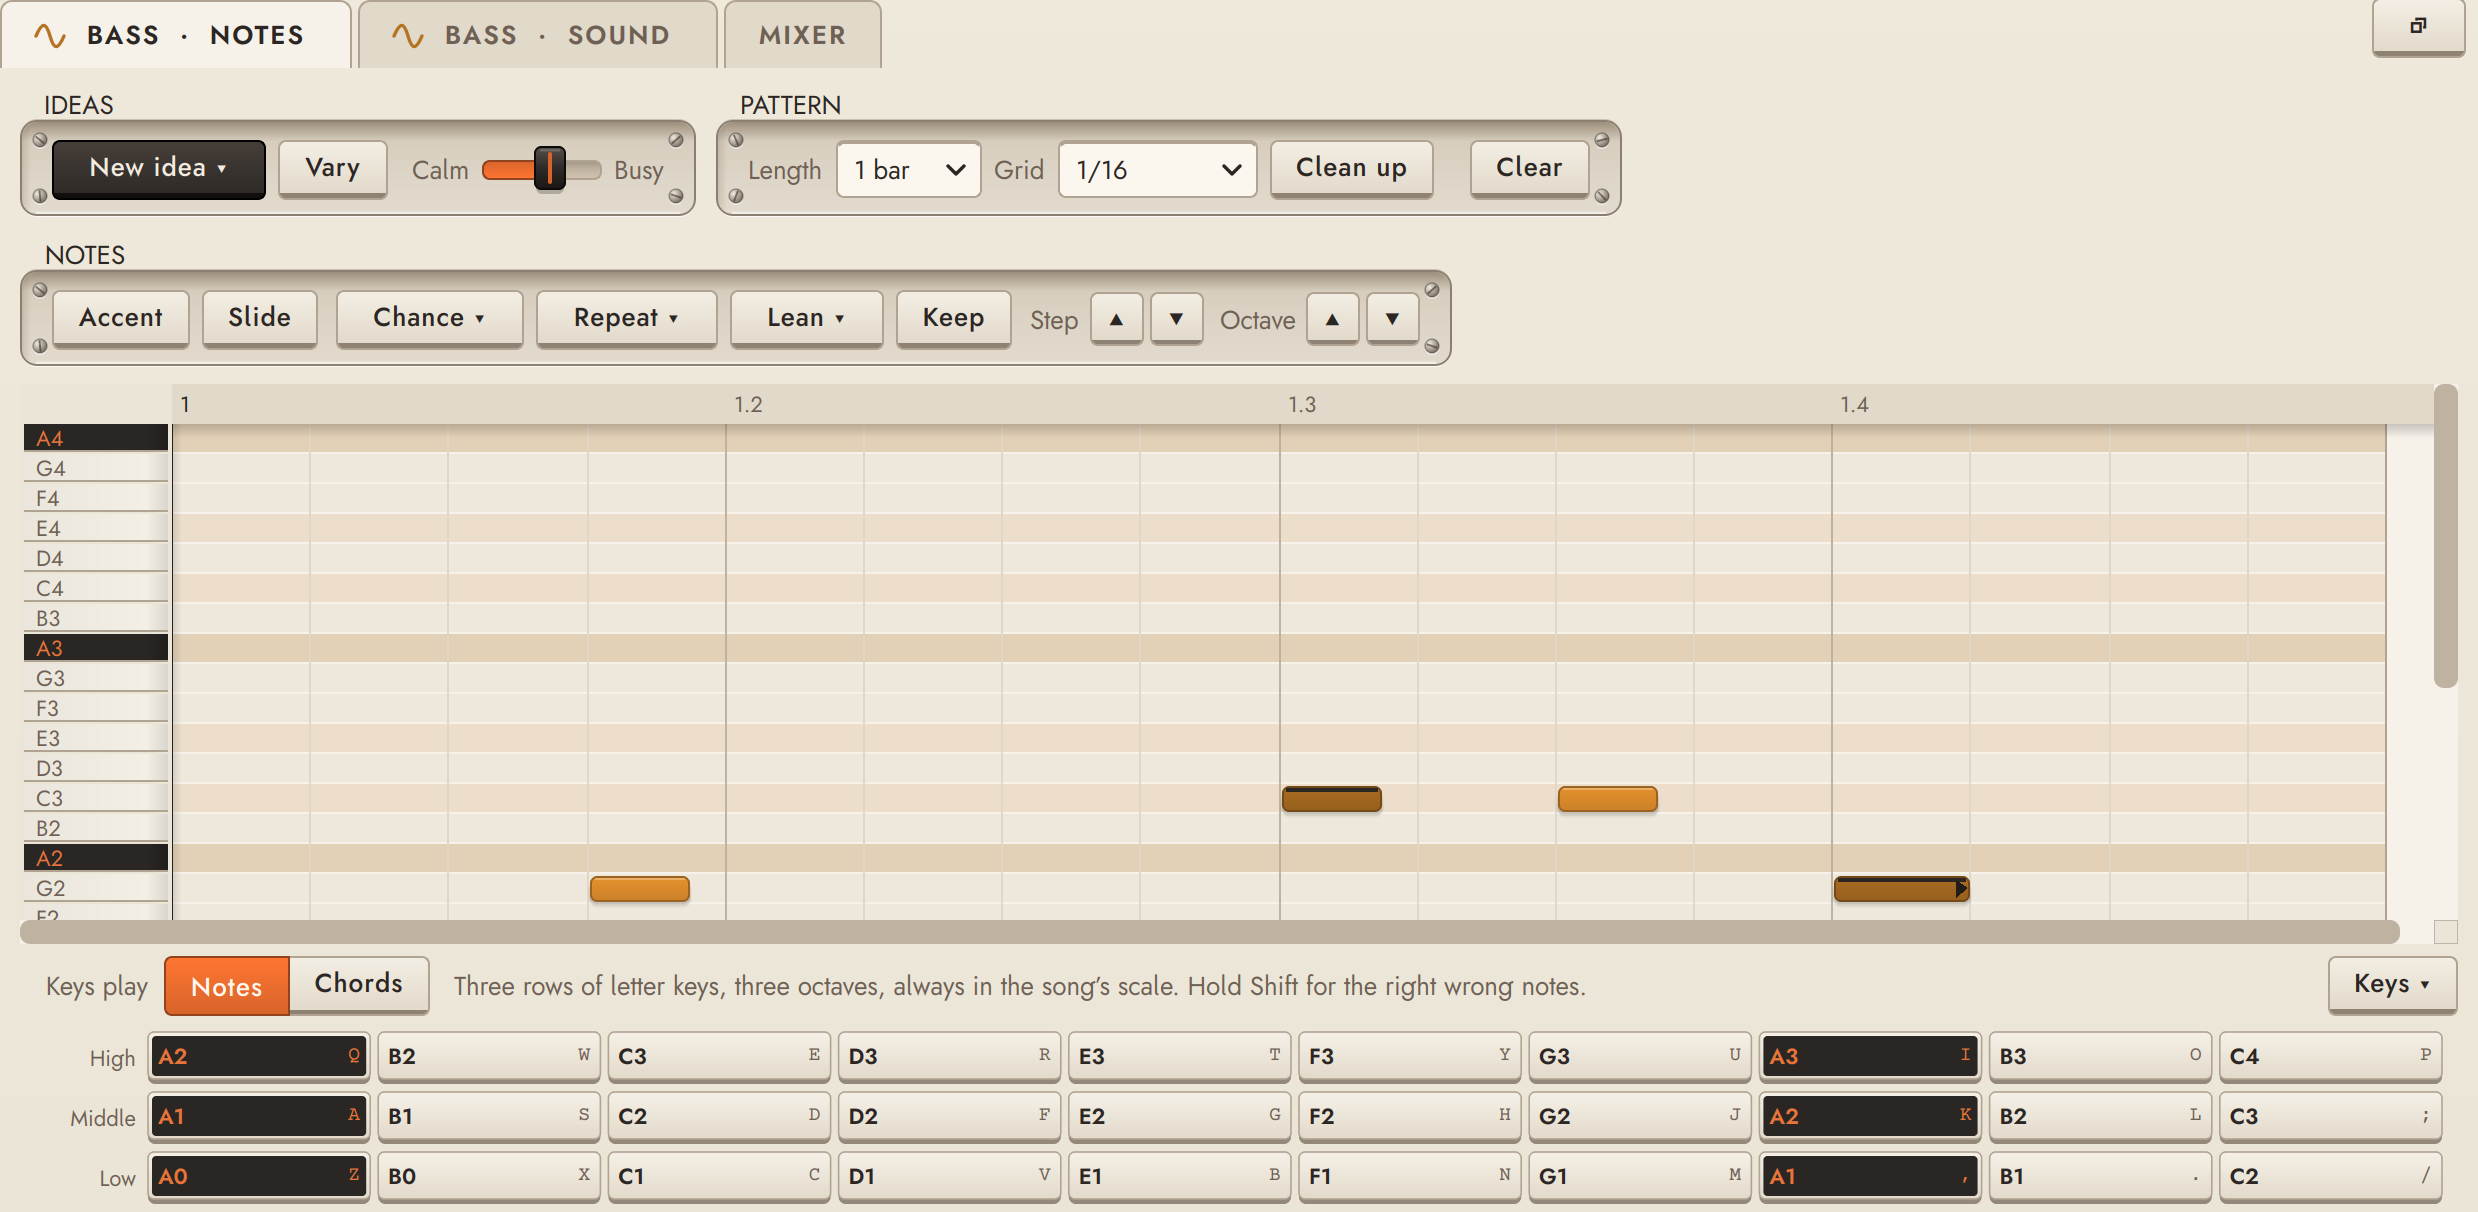 BASS · NOTES
BASS · SOUND
MIXER
IDEAS
New idea ▾
Vary
Calm
Busy
PATTERN
Length
1 bar
Grid
1/16
Clean up
Clear
NOTES
Accent
Slide
Chance ▾
Repeat ▾
Lean ▾
Keep
Step ▲ ▼
Octave ▲ ▼
1 1.2 1.3 1.4
A4
G4
F4
E4
D4
C4
B3
A3
G3
F3
E3
D3
C3
B2
A2
G2
F2
Keys play
Notes
Chords
Three rows of letter keys, three octaves, always in the song's scale. Hold Shift for the right wrong notes.
Keys ▾
High A2 Q B2 W C3 E D3 R E3 T F3 Y G3 U A3 I B3 O C4 P
Middle A1 A B1 S C2 D D2 F E2 G F2 H G2 J A2 K B2 L C3 ;
Low A0 Z B0 X C1 C D1 V E1 B F1 N G1 M A1 , B1 . C2 /